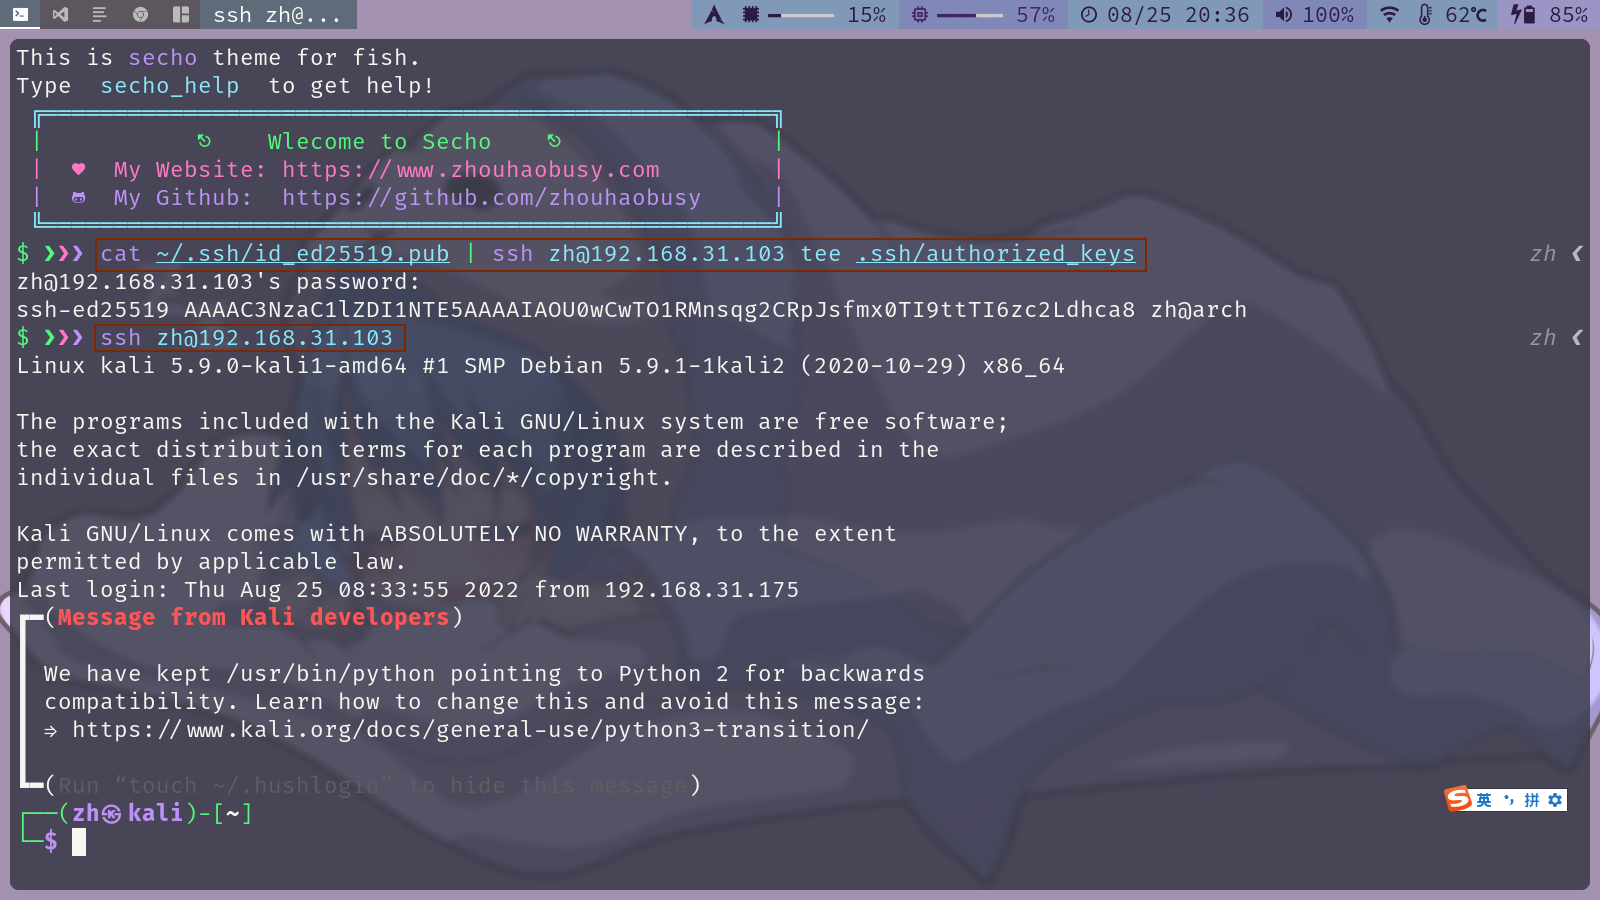 ssh zh@... 15% 57% 08/25 20:36 100% 62℃ 85%
This is secho theme for fish.
Type secho_help to get help!
Wlecome to Secho
My Website: https://www.zhouhaobusy.com
My Github: https://github.com/zhouhaobusy
$ ❯❯❯ cat ~/.ssh/id_ed25519.pub | ssh zh@192.168.31.103 tee .ssh/authorized_keys zh ❮
zh@192.168.31.103's password:
ssh-ed25519 AAAAC3NzaC1lZDI1NTE5AAAAIAOU0wCwTO1RMnsqg2CRpJsfmx0TI9ttTI6zc2Ldhca8 zh@arch
$ ❯❯❯ ssh zh@192.168.31.103 zh ❮
Linux kali 5.9.0-kali1-amd64 #1 SMP Debian 5.9.1-1kali2 (2020-10-29) x86_64
The programs included with the Kali GNU/Linux system are free software;
the exact distribution terms for each program are described in the
individual files in /usr/share/doc/*/copyright.
Kali GNU/Linux comes with ABSOLUTELY NO WARRANTY, to the extent
permitted by applicable law.
Last login: Thu Aug 25 08:33:55 2022 from 192.168.31.175
┏━(Message from Kali developers)
We have kept /usr/bin/python pointing to Python 2 for backwards
compatibility. Learn how to change this and avoid this message:
⇒ https://www.kali.org/docs/general-use/python3-transition/
┗━(Run “touch ~/.hushlogin” to hide this message)
S 英 拼
┌──(zh㉿kali)-[~]
└─$